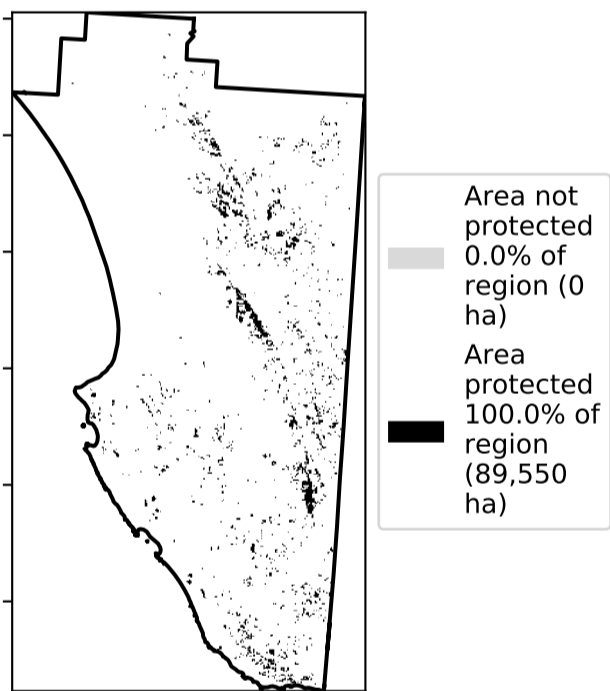 Area not
protected
0.0% of
region (0
ha)
Area
protected
100.0% of
region
(89,550
ha)